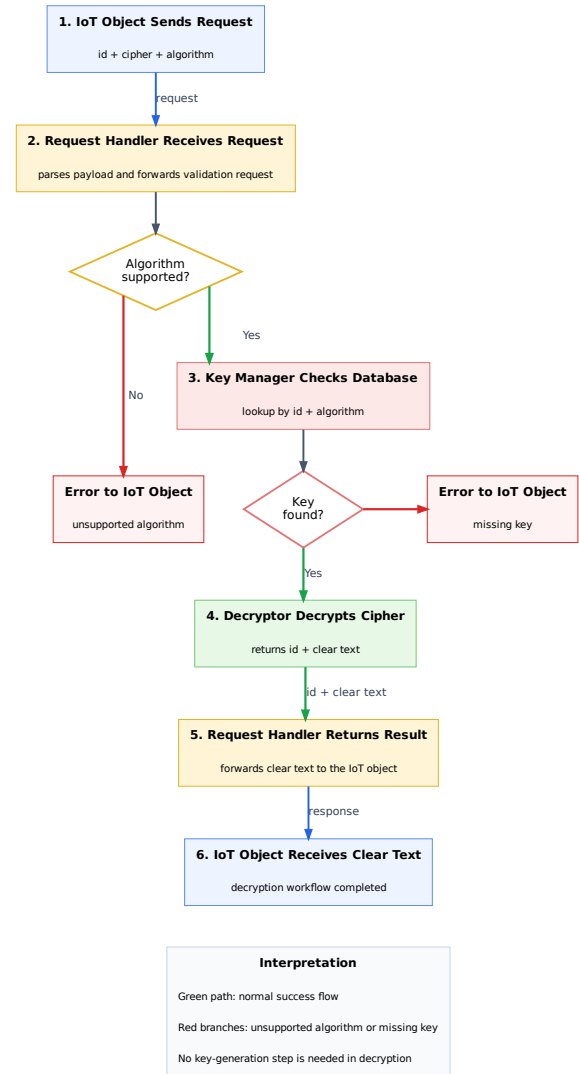 1. IoT Object Sends Request
id + cipher + algorithm
request
2. Request Handler Receives Request
parses payload and forwards validation request
Algorithm
supported?
Yes
3. Key Manager Checks Database
lookup by id + algorithm
No
Error to IoT Object
unsupported algorithm
Key
found?
Error to IoT Object
missing key
Yes
4. Decryptor Decrypts Cipher
returns id + clear text
id + clear text
5. Request Handler Returns Result
forwards clear text to the IoT object
response
6. IoT Object Receives Clear Text
decryption workflow completed
Interpretation
Green path: normal success flow
Red branches: unsupported algorithm or missing key
No key-generation step is needed in decryption